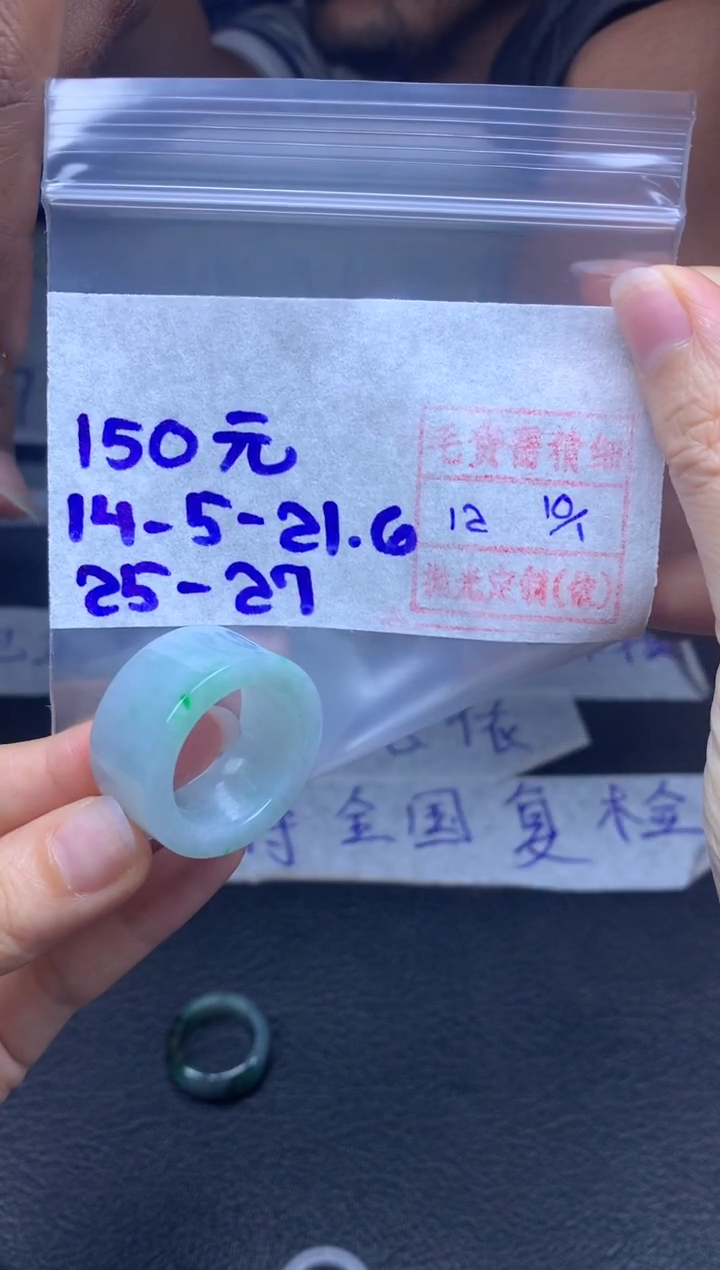 150元
14-5-21.6
25-27
毛货需精细
12 10/1
抛光定制(被)
依
全国复检